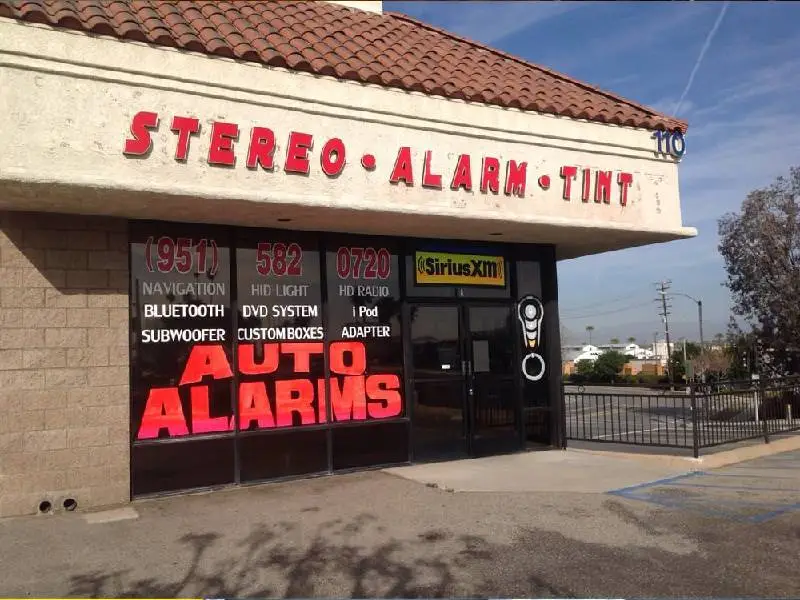 STEREO • ALARM • TINT
110
(951) 582 0720
SiriusXM
NAVIGATION HID LIGHT HD RADIO
BLUETOOTH DVD SYSTEM i Pod
SUBWOOFER CUSTOM BOXES ADAPTER
AUTO
ALARMS